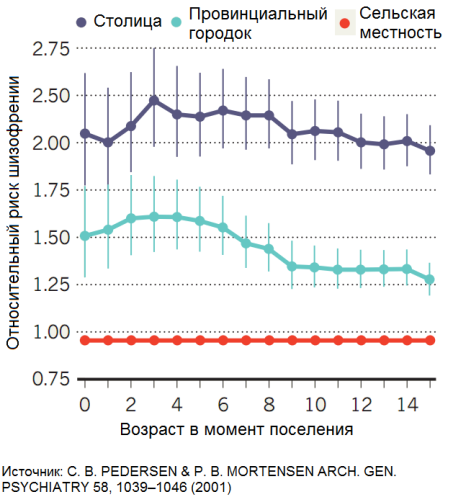 Столица
Провинциальный
городок
Сельская
местность
Относительный риск шизофрении
2.75
2.50
2.00
1.75
1.50
1.25
1.00
0.75
0 2 4 6 8 10 12 14
Возраст в момент поселения
Источник: C. B. PEDERSEN & P. B. MORTENSEN ARCH. GEN.
PSYCHIATRY 58, 1039–1046 (2001)